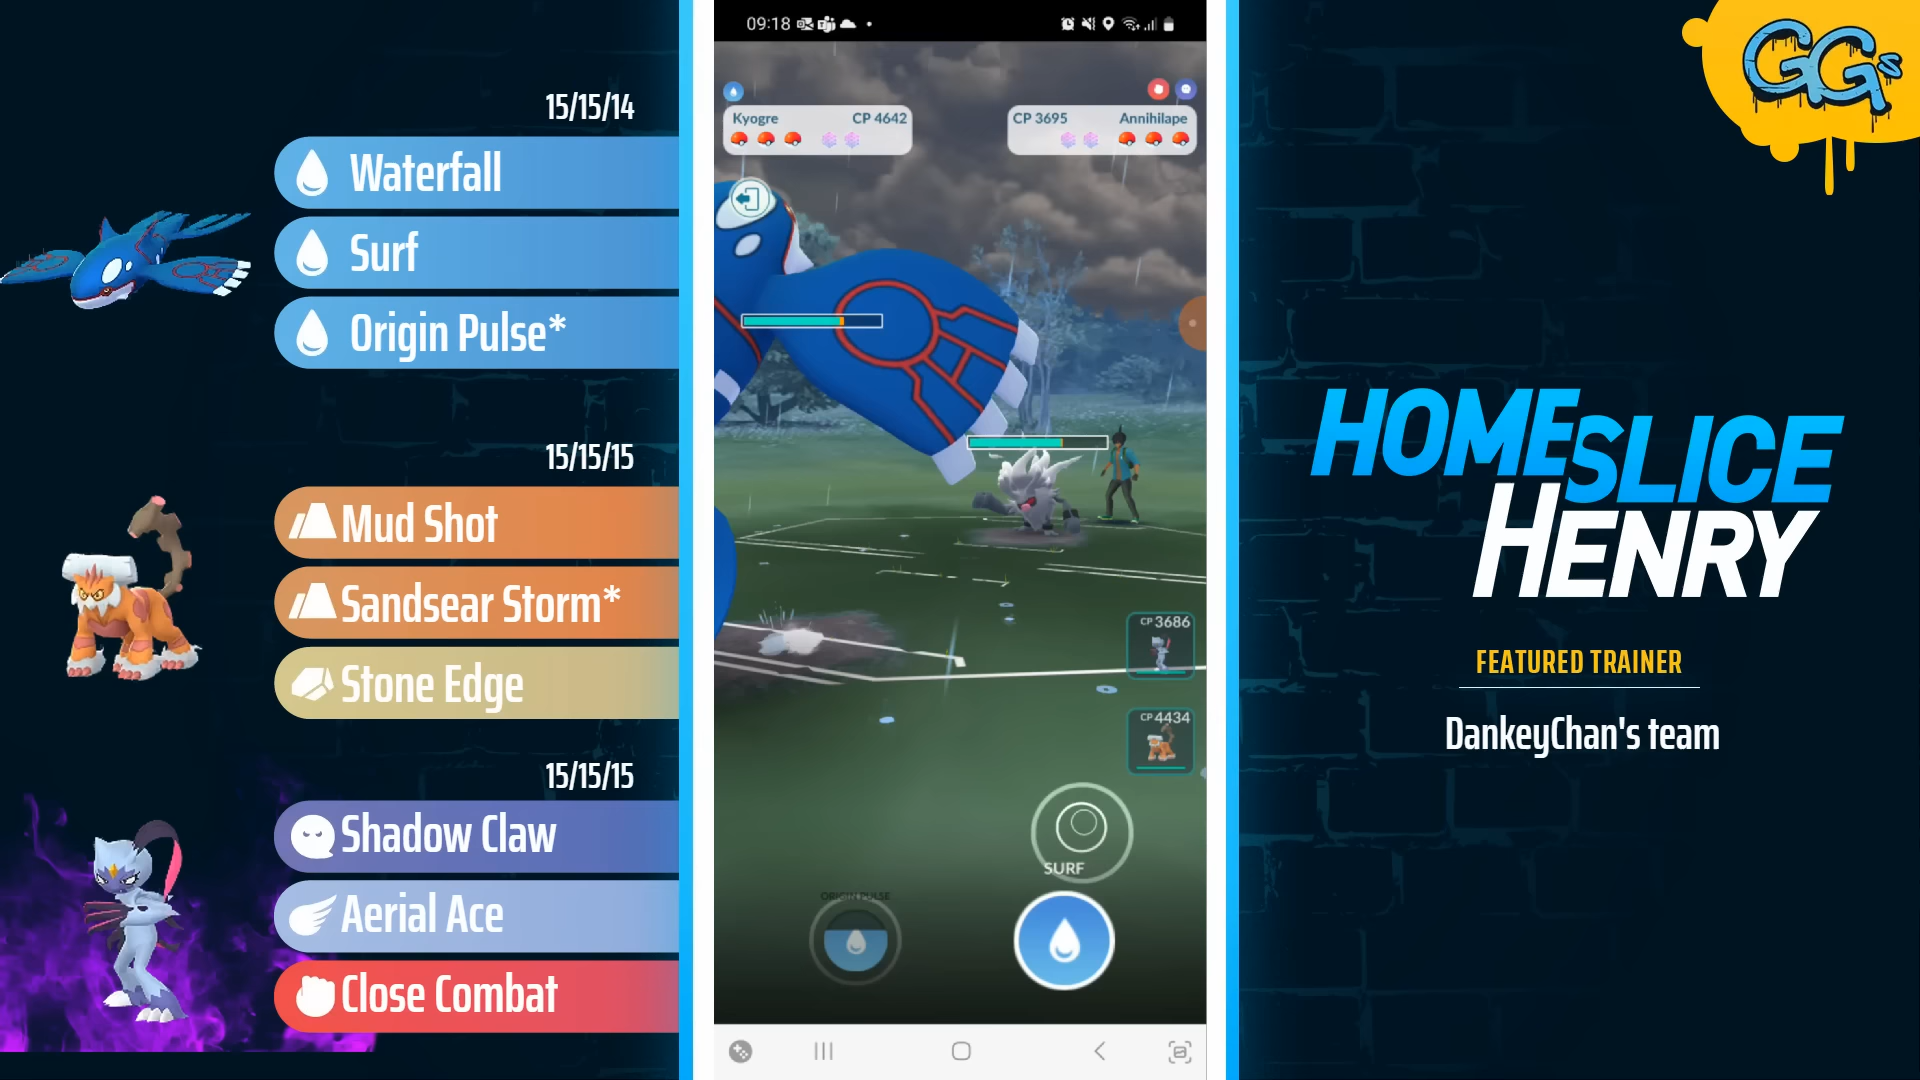 15/15/14
Waterfall
Surf
Origin Pulse*
15/15/15
Mud Shot
Sandsear Storm*
Stone Edge
15/15/15
Shadow Claw
Aerial Ace
Close Combat
09:18
Kyogre CP 4642
CP 3695 Annihilape
CP 3686
CP 4434
SURF
ORIGIN PULSE
GGs
HOMESLICE
HENRY
FEATURED TRAINER
DankeyChan's team